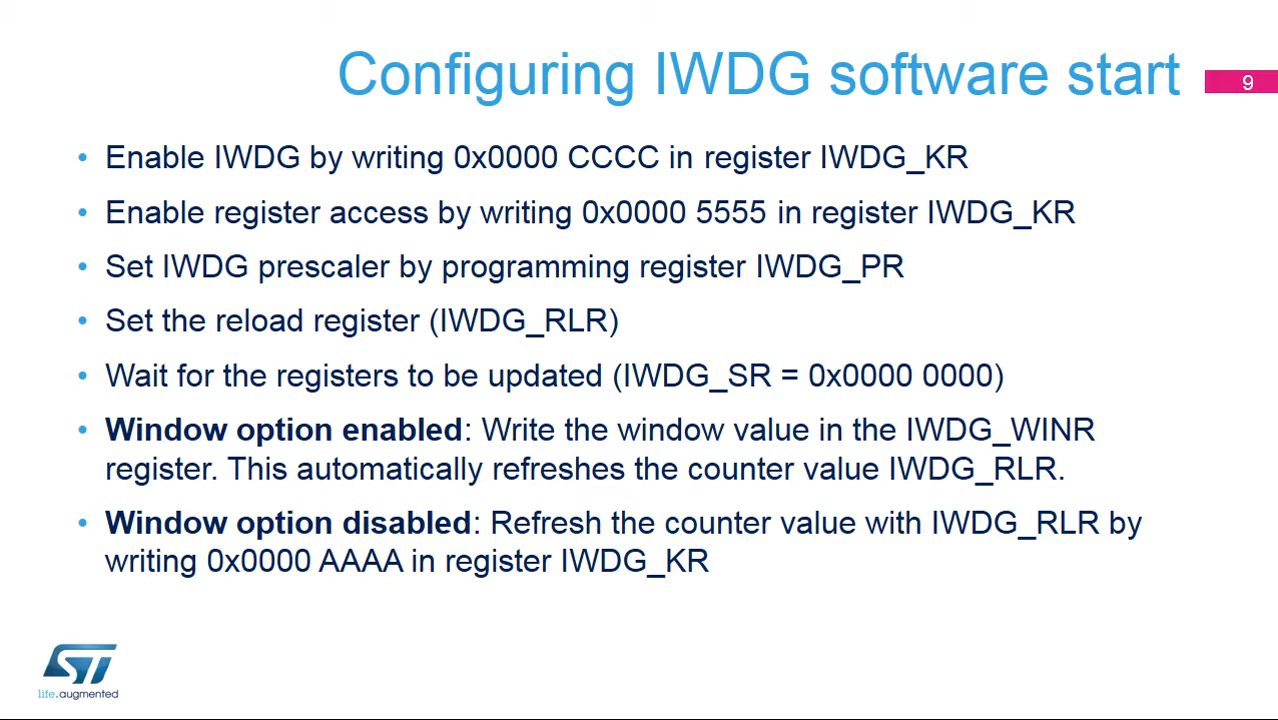 Configuring IWDG software start
9
• Enable IWDG by writing 0x0000 CCCC in register IWDG_KR
• Enable register access by writing 0x0000 5555 in register IWDG_KR
• Set IWDG prescaler by programming register IWDG_PR
• Set the reload register (IWDG_RLR)
• Wait for the registers to be updated (IWDG_SR = 0x0000 0000)
• Window option enabled: Write the window value in the IWDG_WINR
register. This automatically refreshes the counter value IWDG_RLR.
• Window option disabled: Refresh the counter value with IWDG_RLR by
writing 0x0000 AAAA in register IWDG_KR
ST
life.augmented